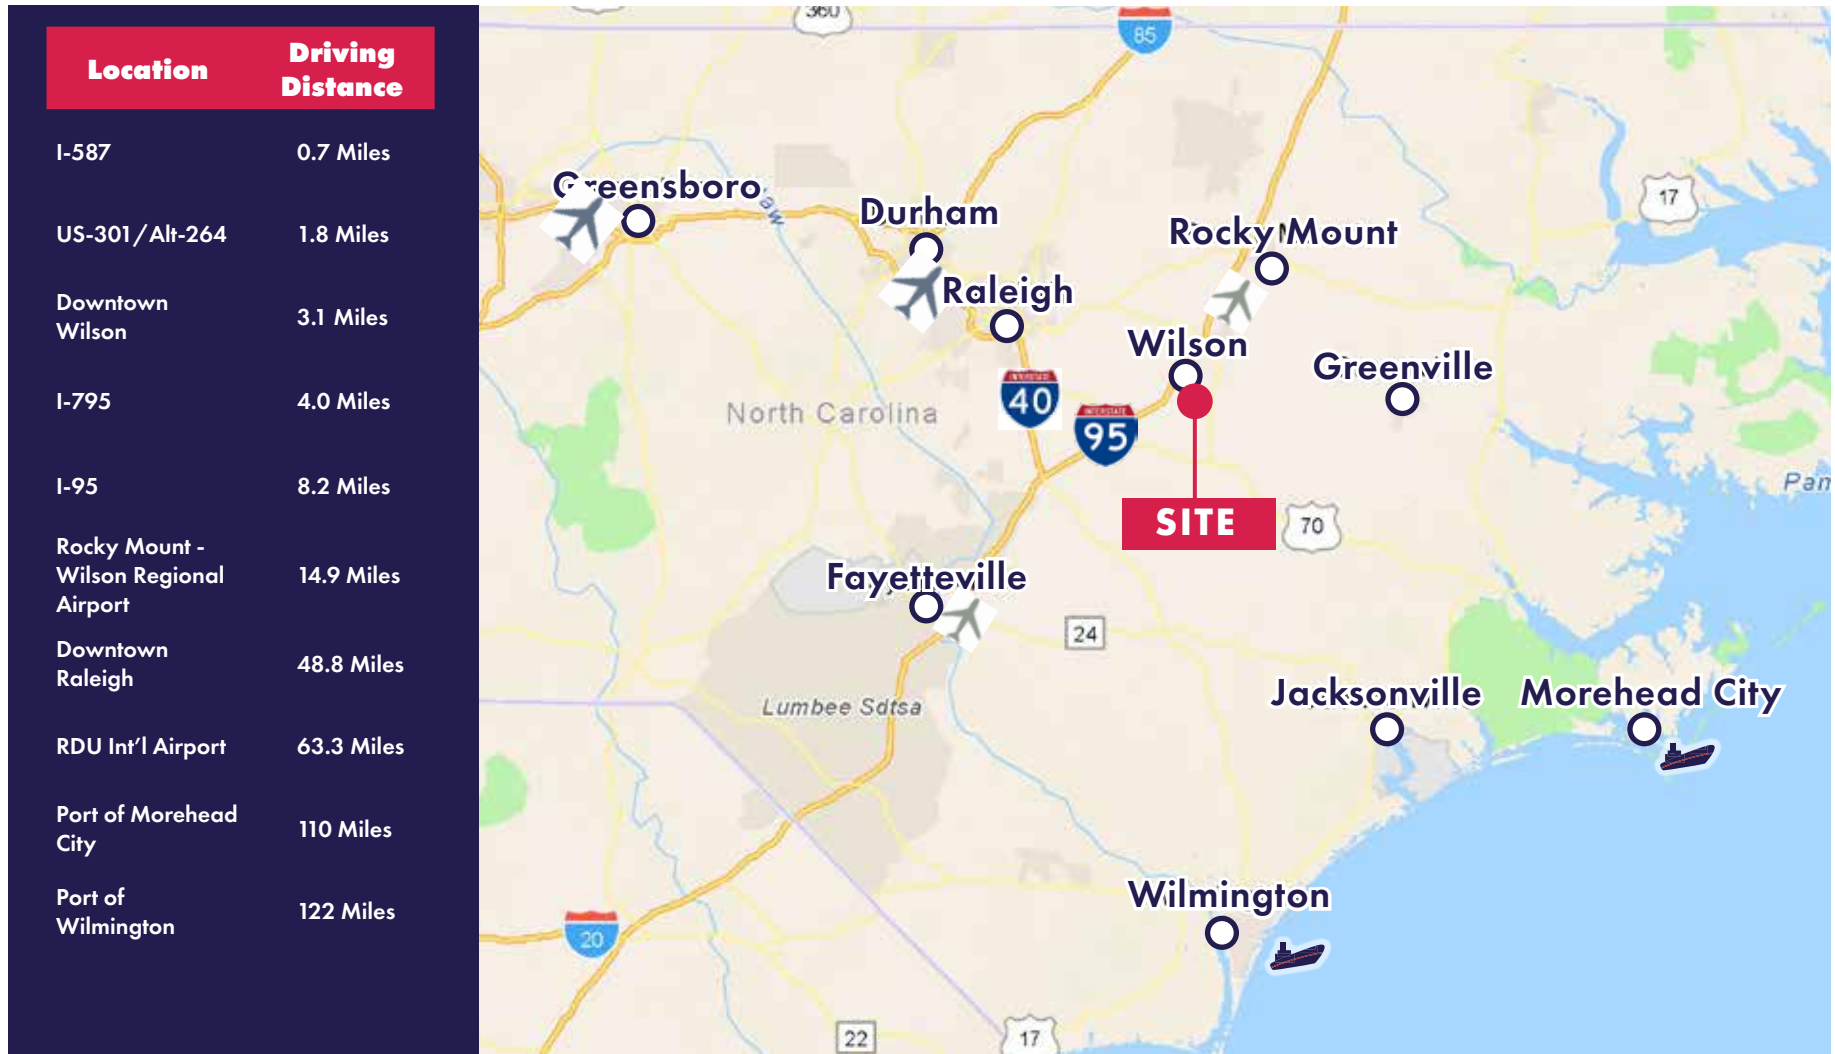 Location
Driving
Distance
I-587
0.7 Miles
US-301/Alt-264
1.8 Miles
Downtown
Wilson
3.1 Miles
I-795
4.0 Miles
I-95
8.2 Miles
Rocky Mount -
Wilson Regional
Airport
14.9 Miles
Downtown
Raleigh
48.8 Miles
RDU Int'l Airport
63.3 Miles
Port of Morehead
City
110 Miles
Port of
Wilmington
122 Miles
360
85
17
Greensboro
Durham
Rocky Mount
Raleigh
Wilson
Greenville
North Carolina
INTERSTATE
40
INTERSTATE
95
SITE
70
Fayetteville
24
Lumbee Sdtsa
Jacksonville
Morehead City
Wilmington
20
22
17